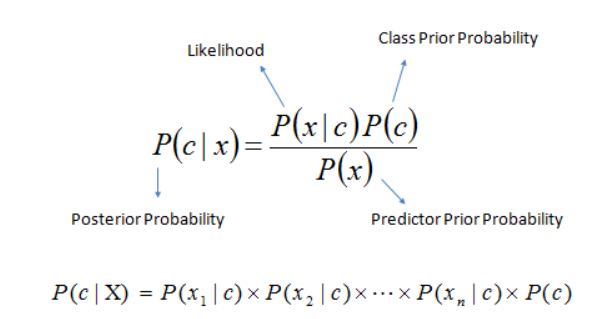 Class Prior Probability
Likelihood
P(c | x) = P(x | c)P(c) / P(x)
Posterior Probability
Predictor Prior Probability
P(c | X) = P(x₁ | c) × P(x₂ | c) × ⋯ × P(xₙ | c) × P(c)